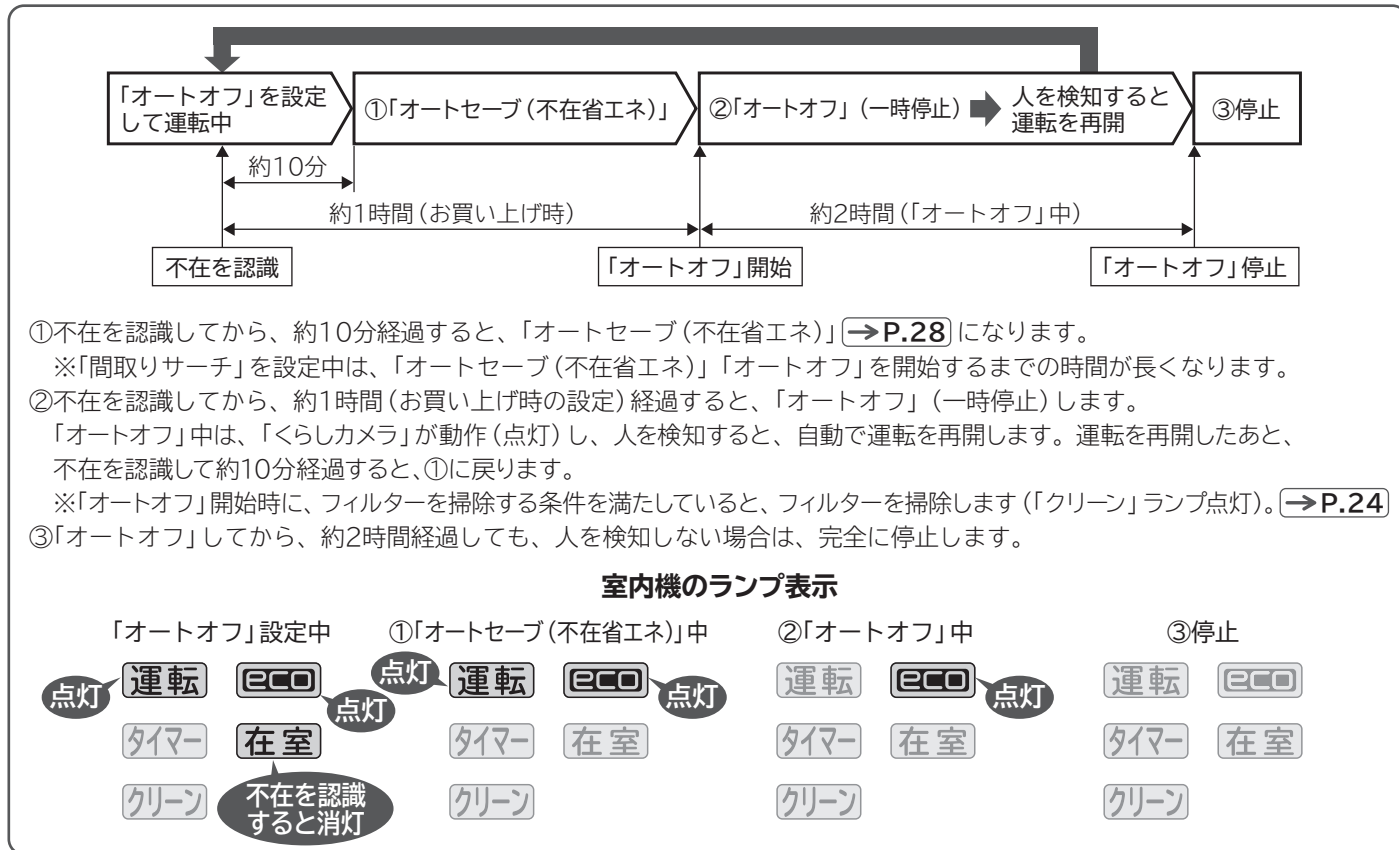 「オートオフ」を設定
して運転中
①「オートセーブ(不在省エネ)」
②「オートオフ」(一時停止)
人を検知すると
運転を再開
③停止
約10分
約1時間(お買い上げ時)
約2時間(「オートオフ」中)
不在を認識
「オートオフ」開始
「オートオフ」停止
①不在を認識してから、約10分経過すると、「オートセーブ(不在省エネ)」→P.28になります。
※「間取りサーチ」を設定中は、「オートセーブ(不在省エネ)」「オートオフ」を開始するまでの時間が長くなります。
②不在を認識してから、約1時間(お買い上げ時の設定)経過すると、「オートオフ」(一時停止)します。
「オートオフ」中は、「くらしカメラ」が動作(点灯)し、人を検知すると、自動で運転を再開します。運転を再開したあと、
不在を認識して約10分経過すると、①に戻ります。
※「オートオフ」開始時に、フィルターを掃除する条件を満たしていると、フィルターを掃除します(「クリーン」ランプ点灯)。→P.24
③「オートオフ」してから、約2時間経過しても、人を検知しない場合は、完全に停止します。
室内機のランプ表示
「オートオフ」設定中
点灯
運転
eco
点灯
タイマー
在室
クリーン
不在を認識
すると消灯
①「オートセーブ(不在省エネ)」中
点灯
運転
eco
点灯
タイマー
在室
クリーン
②「オートオフ」中
運転
eco
点灯
タイマー
在室
クリーン
③停止
運転
eco
タイマー
在室
クリーン